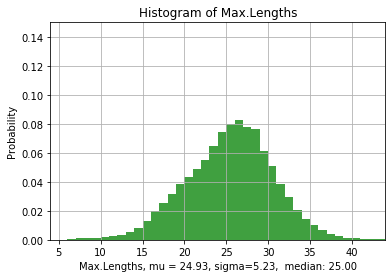 Histogram of Max.Lengths
0.14
0.12
0.10
0.08
0.06
0.04
0.02
0.00
Probability
5 10 15 20 25 30 35 40
Max.Lengths, mu = 24.93, sigma=5.23,  median: 25.00